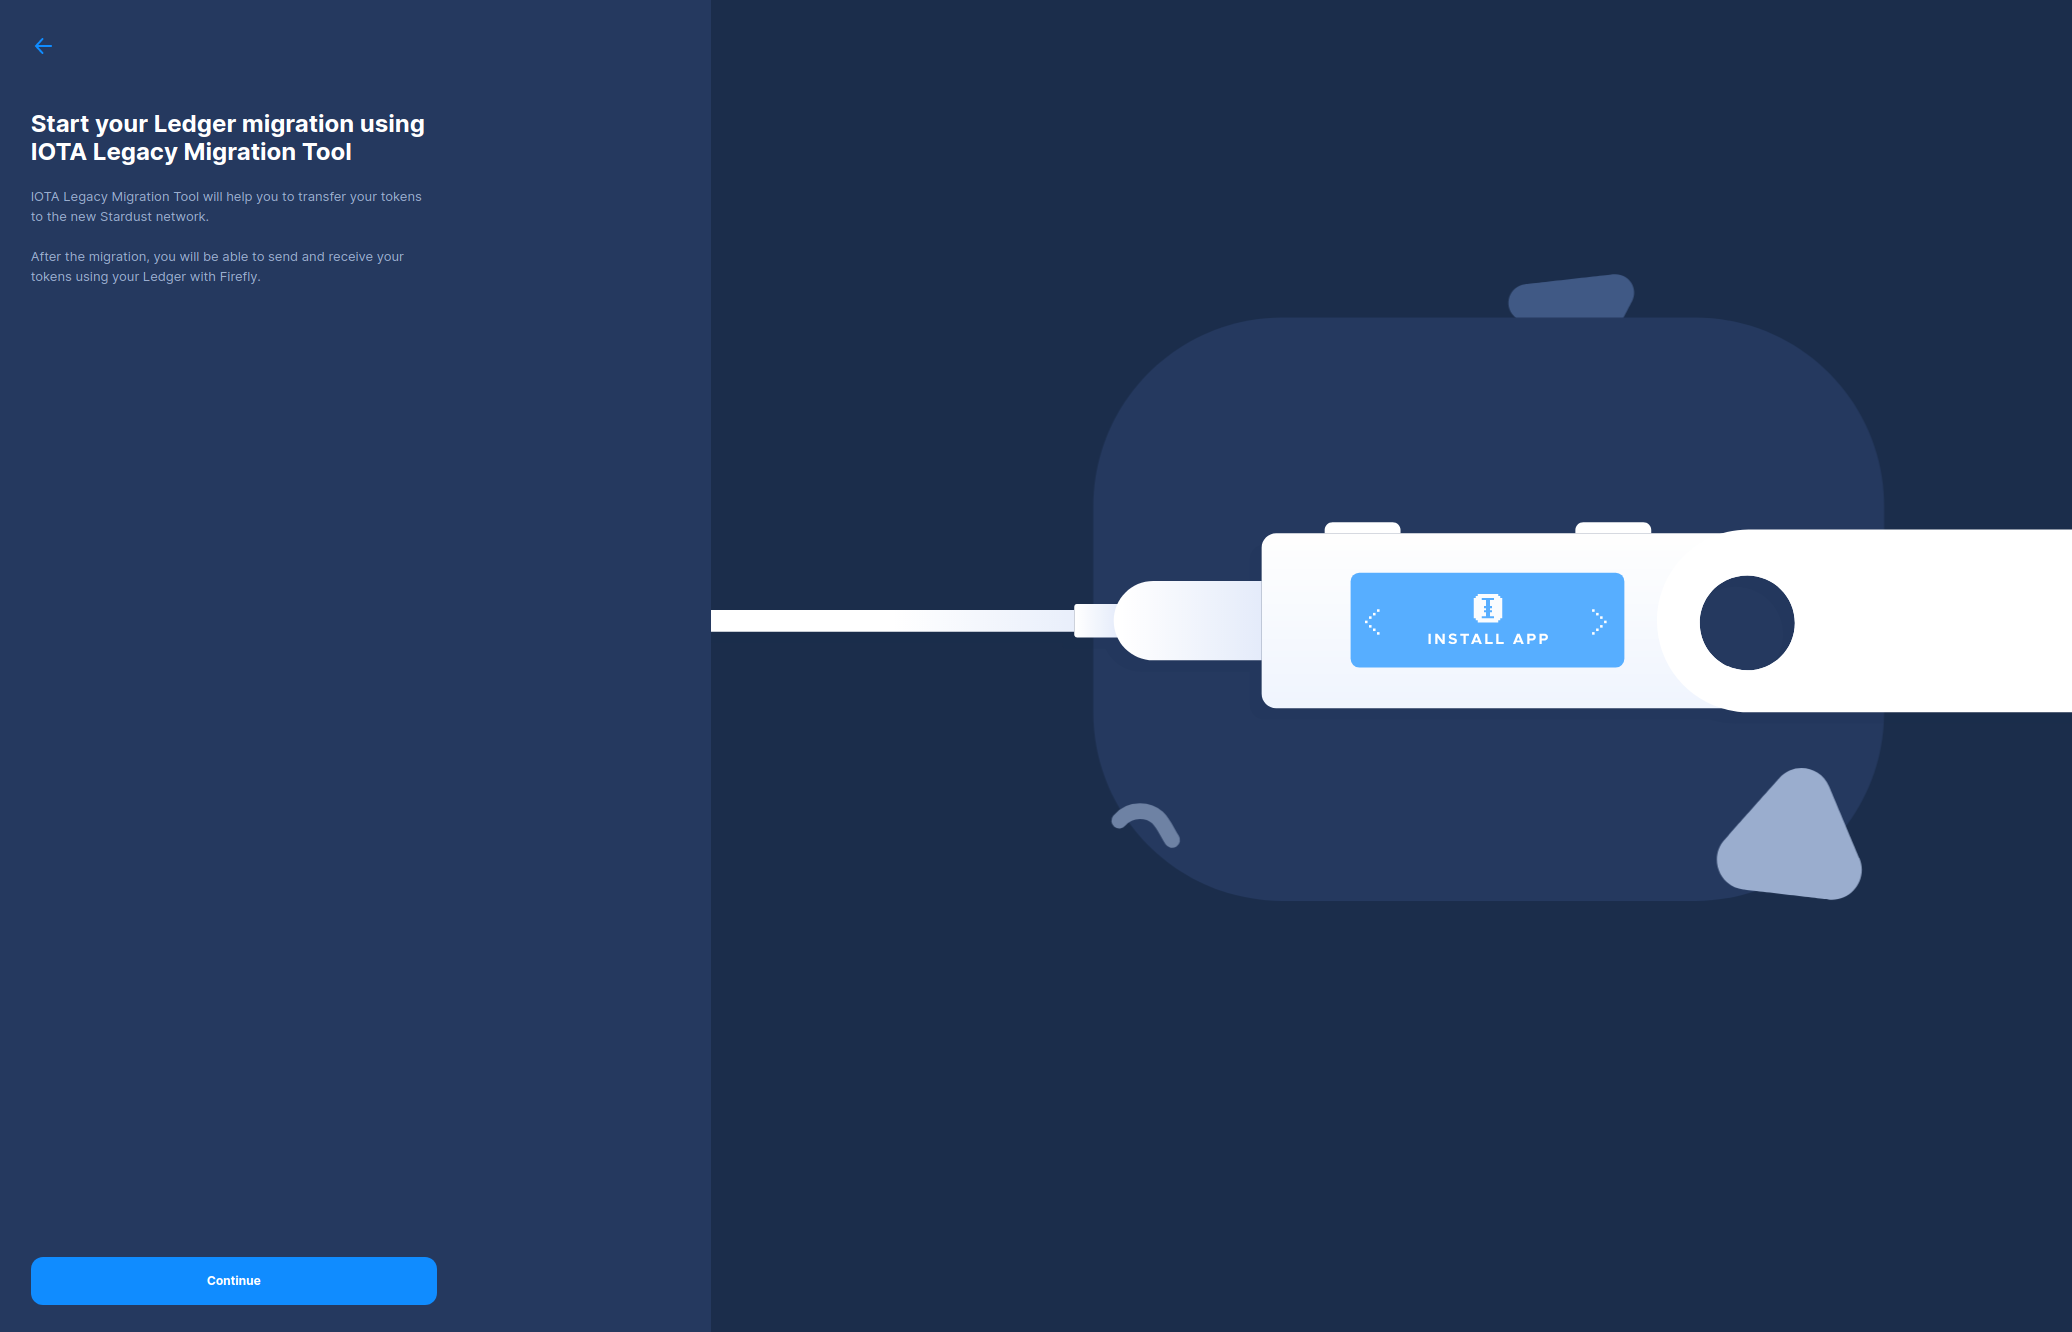 Start your Ledger migration using
IOTA Legacy Migration Tool
IOTA Legacy Migration Tool will help you to transfer your tokens
to the new Stardust network.
After the migration, you will be able to send and receive your
tokens using your Ledger with Firefly.
INSTALL APP
Continue